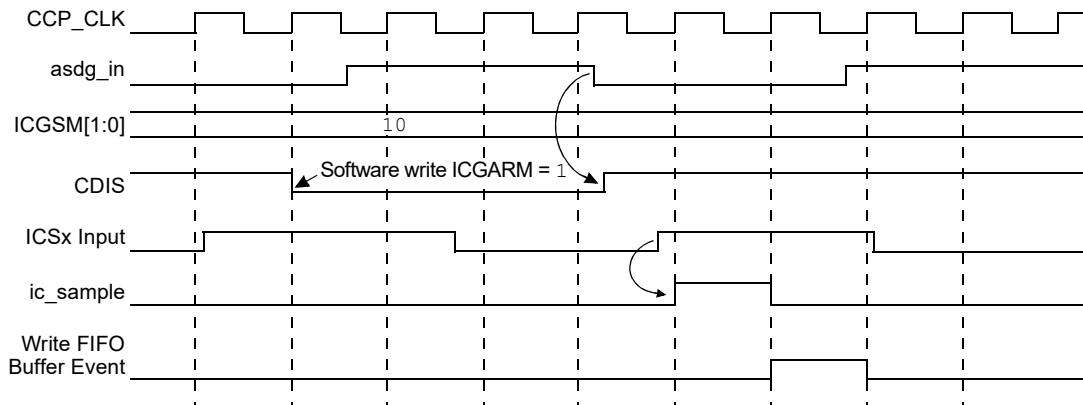 CCP_CLK
asdg_in
ICGSM[1:0]
10
Software write ICGARM = 1
CDIS
ICSx Input
ic_sample
Write FIFO
Buffer Event